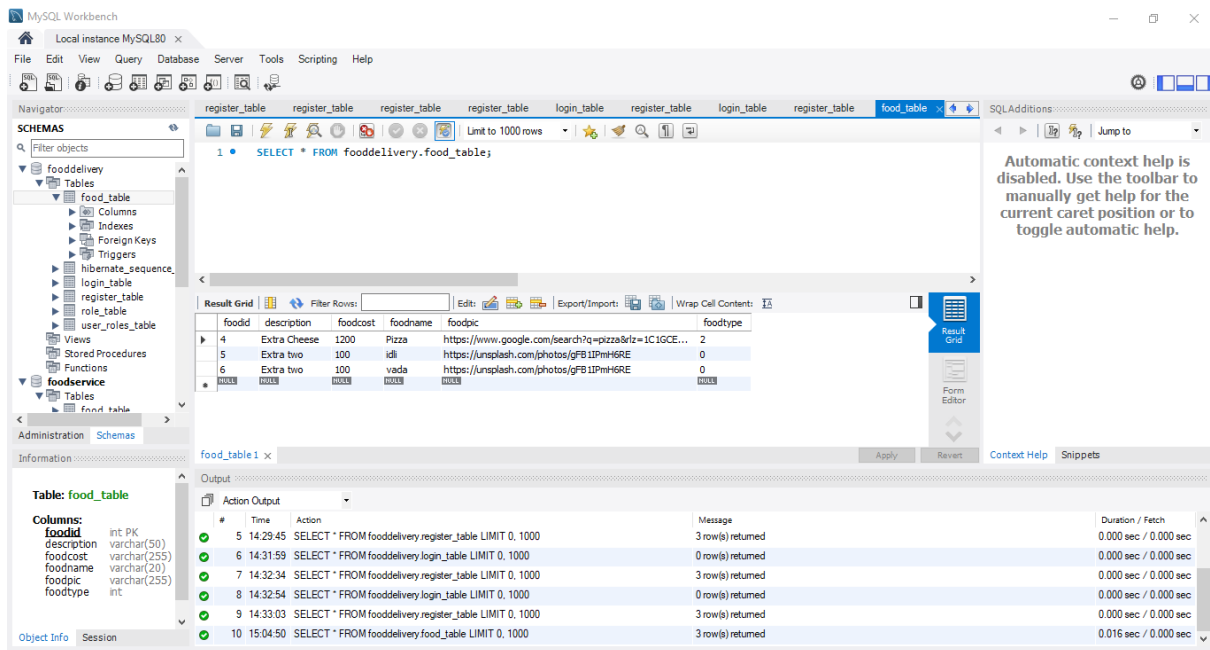 MySQL Workbench
Local instance MySQL80 ×
File Edit View Query Database Server Tools Scripting Help
Navigator
SCHEMAS
Filter objects
fooddelivery
Tables
food_table
Columns
Indexes
Foreign Keys
Triggers
hibernate_sequence_
login_table
register_table
role_table
user_roles_table
Views
Stored Procedures
Functions
foodservice
Tables
food_table
Administration Schemas
Information
Table: food_table
Columns:
foodid int PK
description varchar(50)
foodcost varchar(255)
foodname varchar(20)
foodpic varchar(255)
foodtype int
Object Info Session
register_table register_table register_table register_table login_table register_table login_table register_table food_table ×
Limit to 1000 rows
1 SELECT * FROM fooddelivery.food_table;
Result Grid Filter Rows: Edit: Export/Import: Wrap Cell Content:
foodid description foodcost foodname foodpic foodtype
4 Extra Cheese 1200 Pizza https://www.google.com/search?q=pizza&rlz=1C1GCE... 2
5 Extra two 100 idli https://unsplash.com/photos/gFB1IPmH6RE 0
6 Extra two 100 vada https://unsplash.com/photos/gFB1IPmH6RE 0
NULL NULL NULL NULL NULL NULL
Result
Grid
Form
Editor
food_table 1 ×
Apply Revert
SQLAdditions
Jump to
Automatic context help is
disabled. Use the toolbar to
manually get help for the
current caret position or to
toggle automatic help.
Context Help Snippets
Output
Action Output
# Time Action Message Duration / Fetch
5 14:29:45 SELECT * FROM fooddelivery.register_table LIMIT 0, 1000 3 row(s) returned 0.000 sec / 0.000 sec
6 14:31:59 SELECT * FROM fooddelivery.login_table LIMIT 0, 1000 0 row(s) returned 0.000 sec / 0.000 sec
7 14:32:34 SELECT * FROM fooddelivery.register_table LIMIT 0, 1000 3 row(s) returned 0.000 sec / 0.000 sec
8 14:32:54 SELECT * FROM fooddelivery.login_table LIMIT 0, 1000 0 row(s) returned 0.000 sec / 0.000 sec
9 14:33:03 SELECT * FROM fooddelivery.register_table LIMIT 0, 1000 3 row(s) returned 0.000 sec / 0.000 sec
10 15:04:50 SELECT * FROM fooddelivery.food_table LIMIT 0, 1000 3 row(s) returned 0.016 sec / 0.000 sec